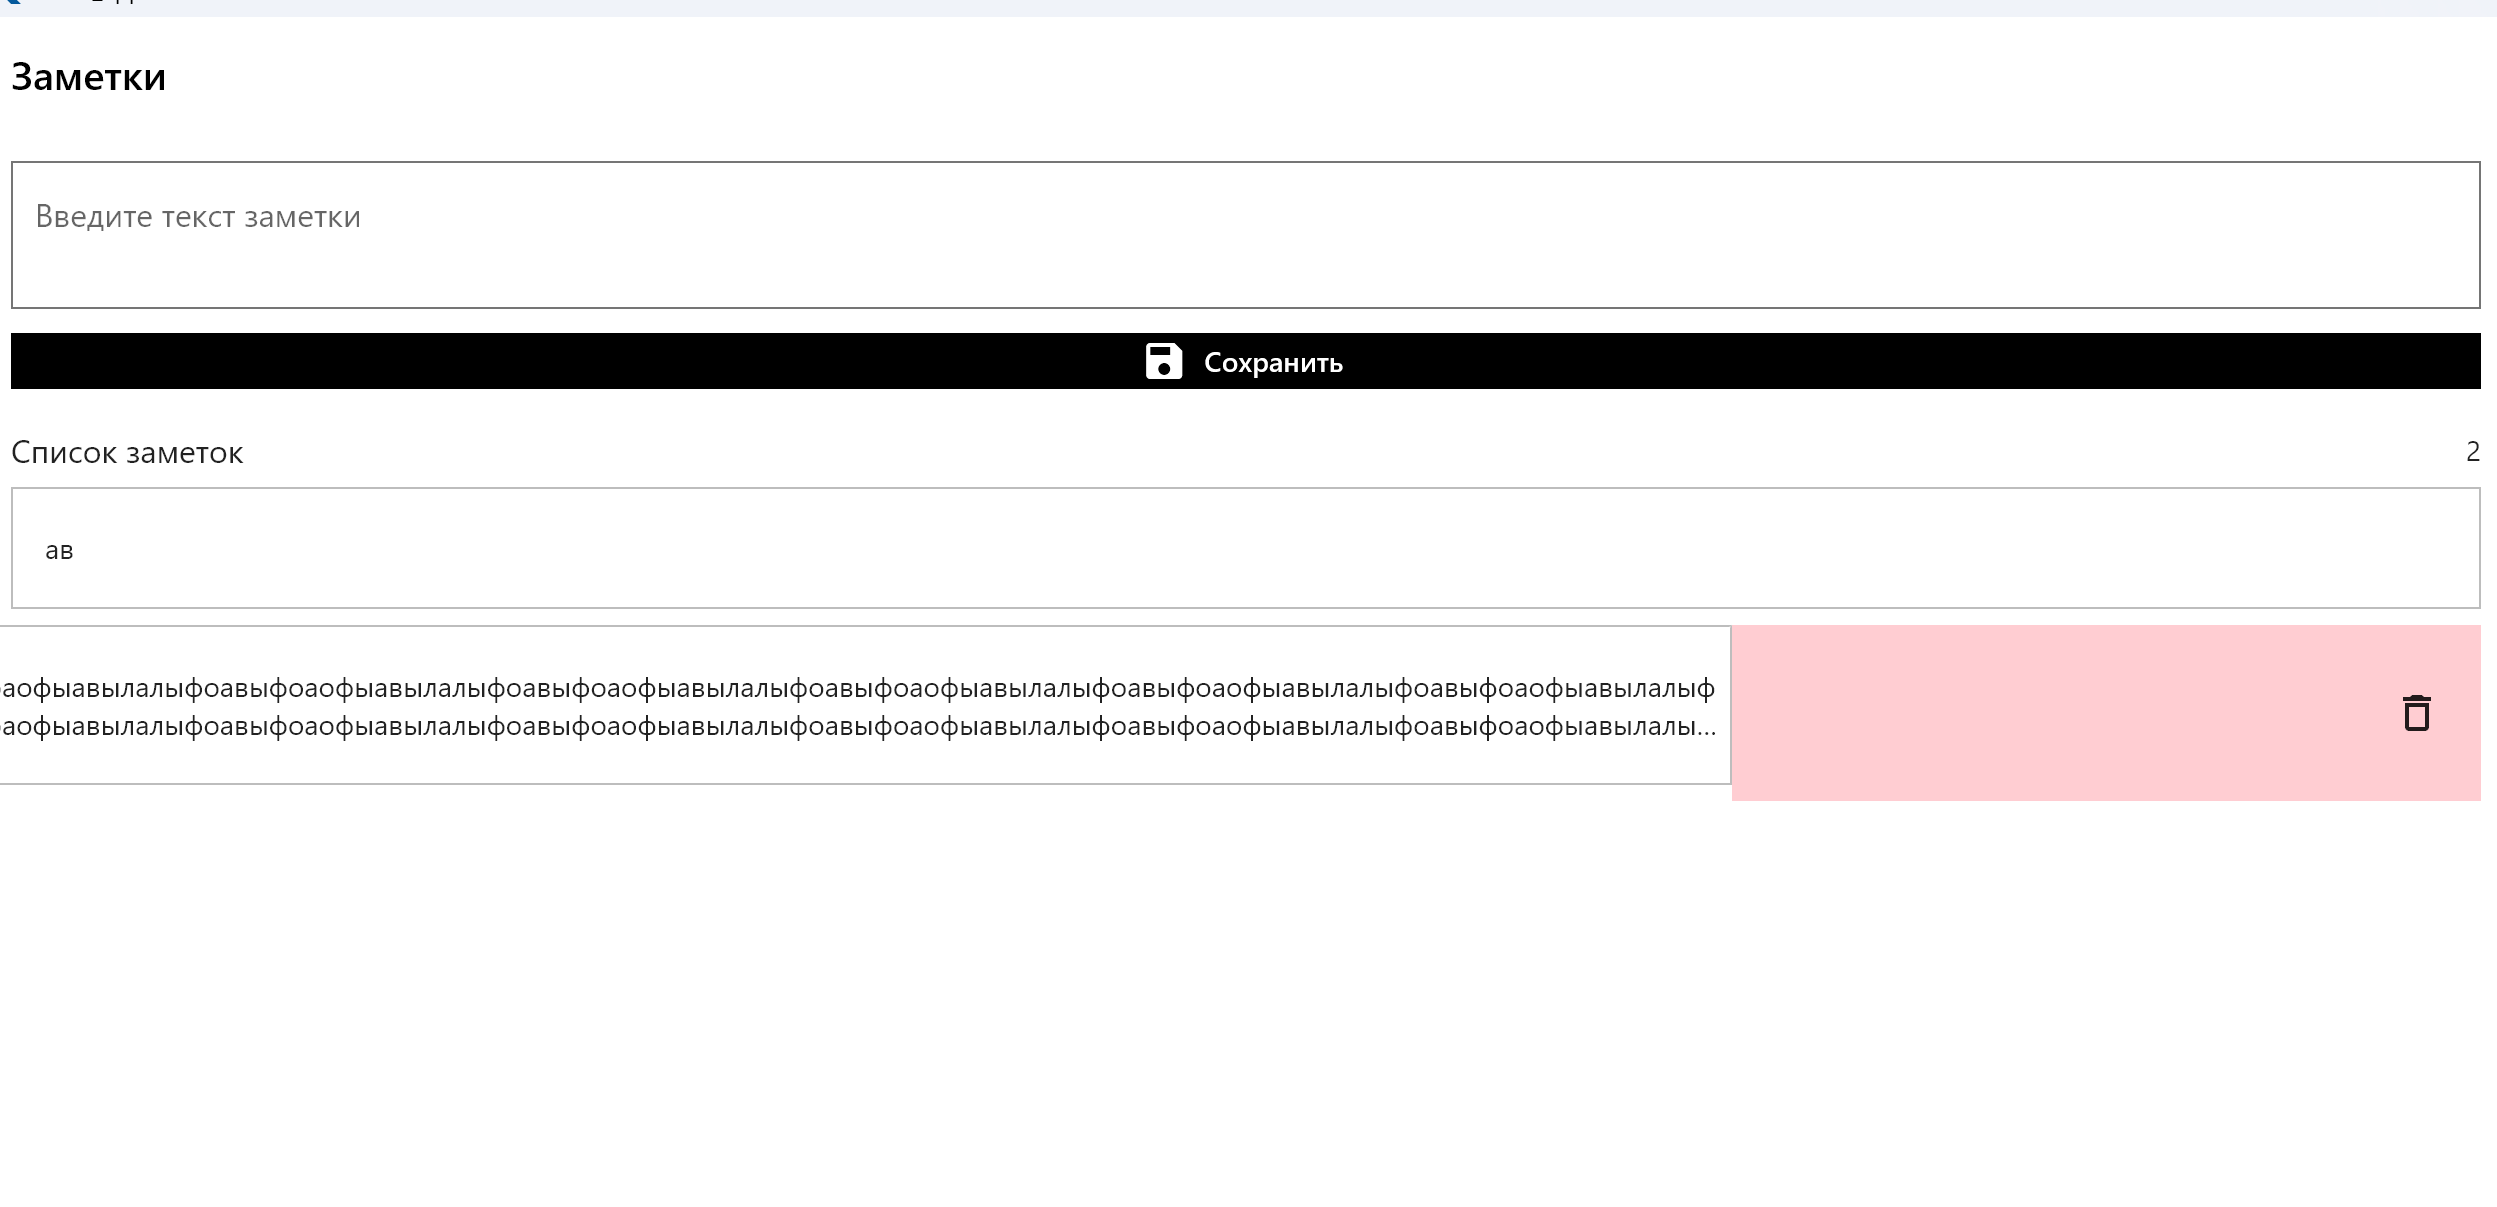 Заметки
Введите текст заметки
Сохранить
Список заметок
2
ав
аофыавылалыфоавыфоаофыавылалыфоавыфоаофыавылалыфоавыфоаофыавылалыфоавыфоаофыавылалыфоавыфоаофыавылалыф
аофыавылалыфоавыфоаофыавылалыфоавыфоаофыавылалыфоавыфоаофыавылалыфоавыфоаофыавылалыфоавыфоаофыавылалы...